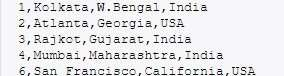 1,Kolkata,W.Bengal,India
2,Atlanta,Georgia,USA
3,Rajkot,Gujarat,India
4,Mumbai,Maharashtra,India
6,San Francisco,California,USA